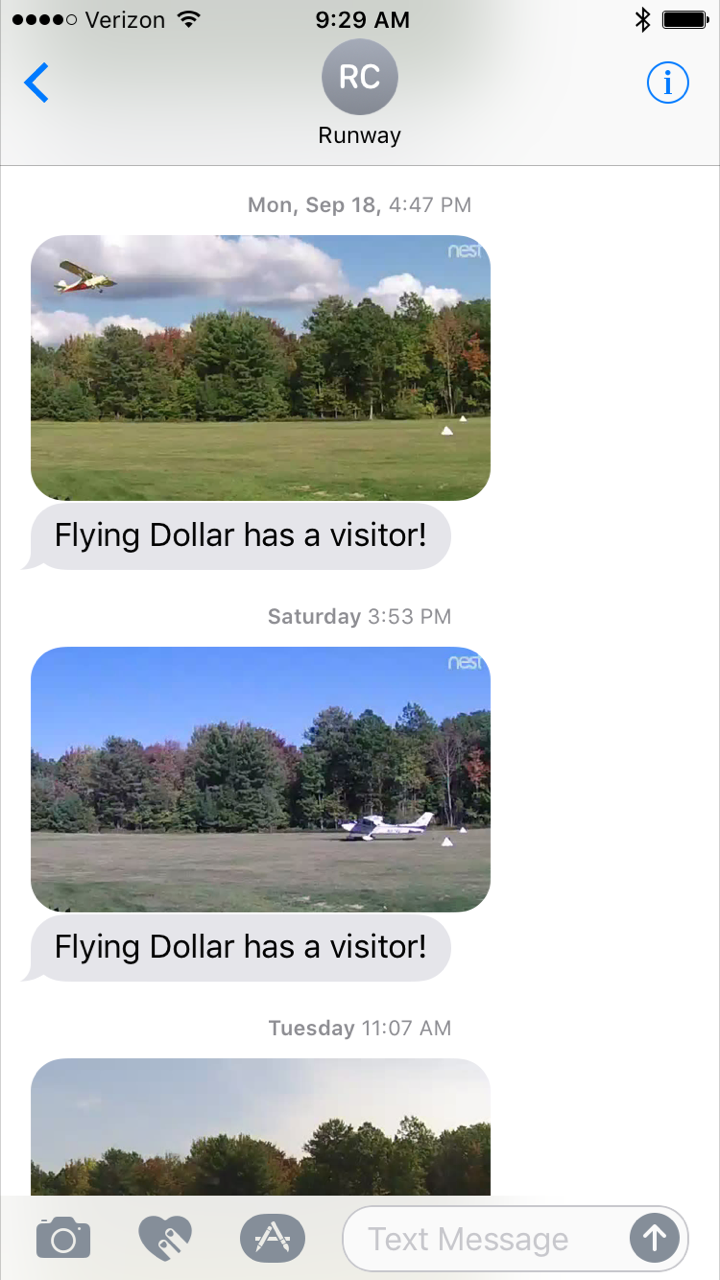 Verizon 9:29 AM
RC
i
Runway
Mon, Sep 18, 4:47 PM
nest
Flying Dollar has a visitor!
Saturday 3:53 PM
nest
Flying Dollar has a visitor!
Tuesday 11:07 AM
Text Message